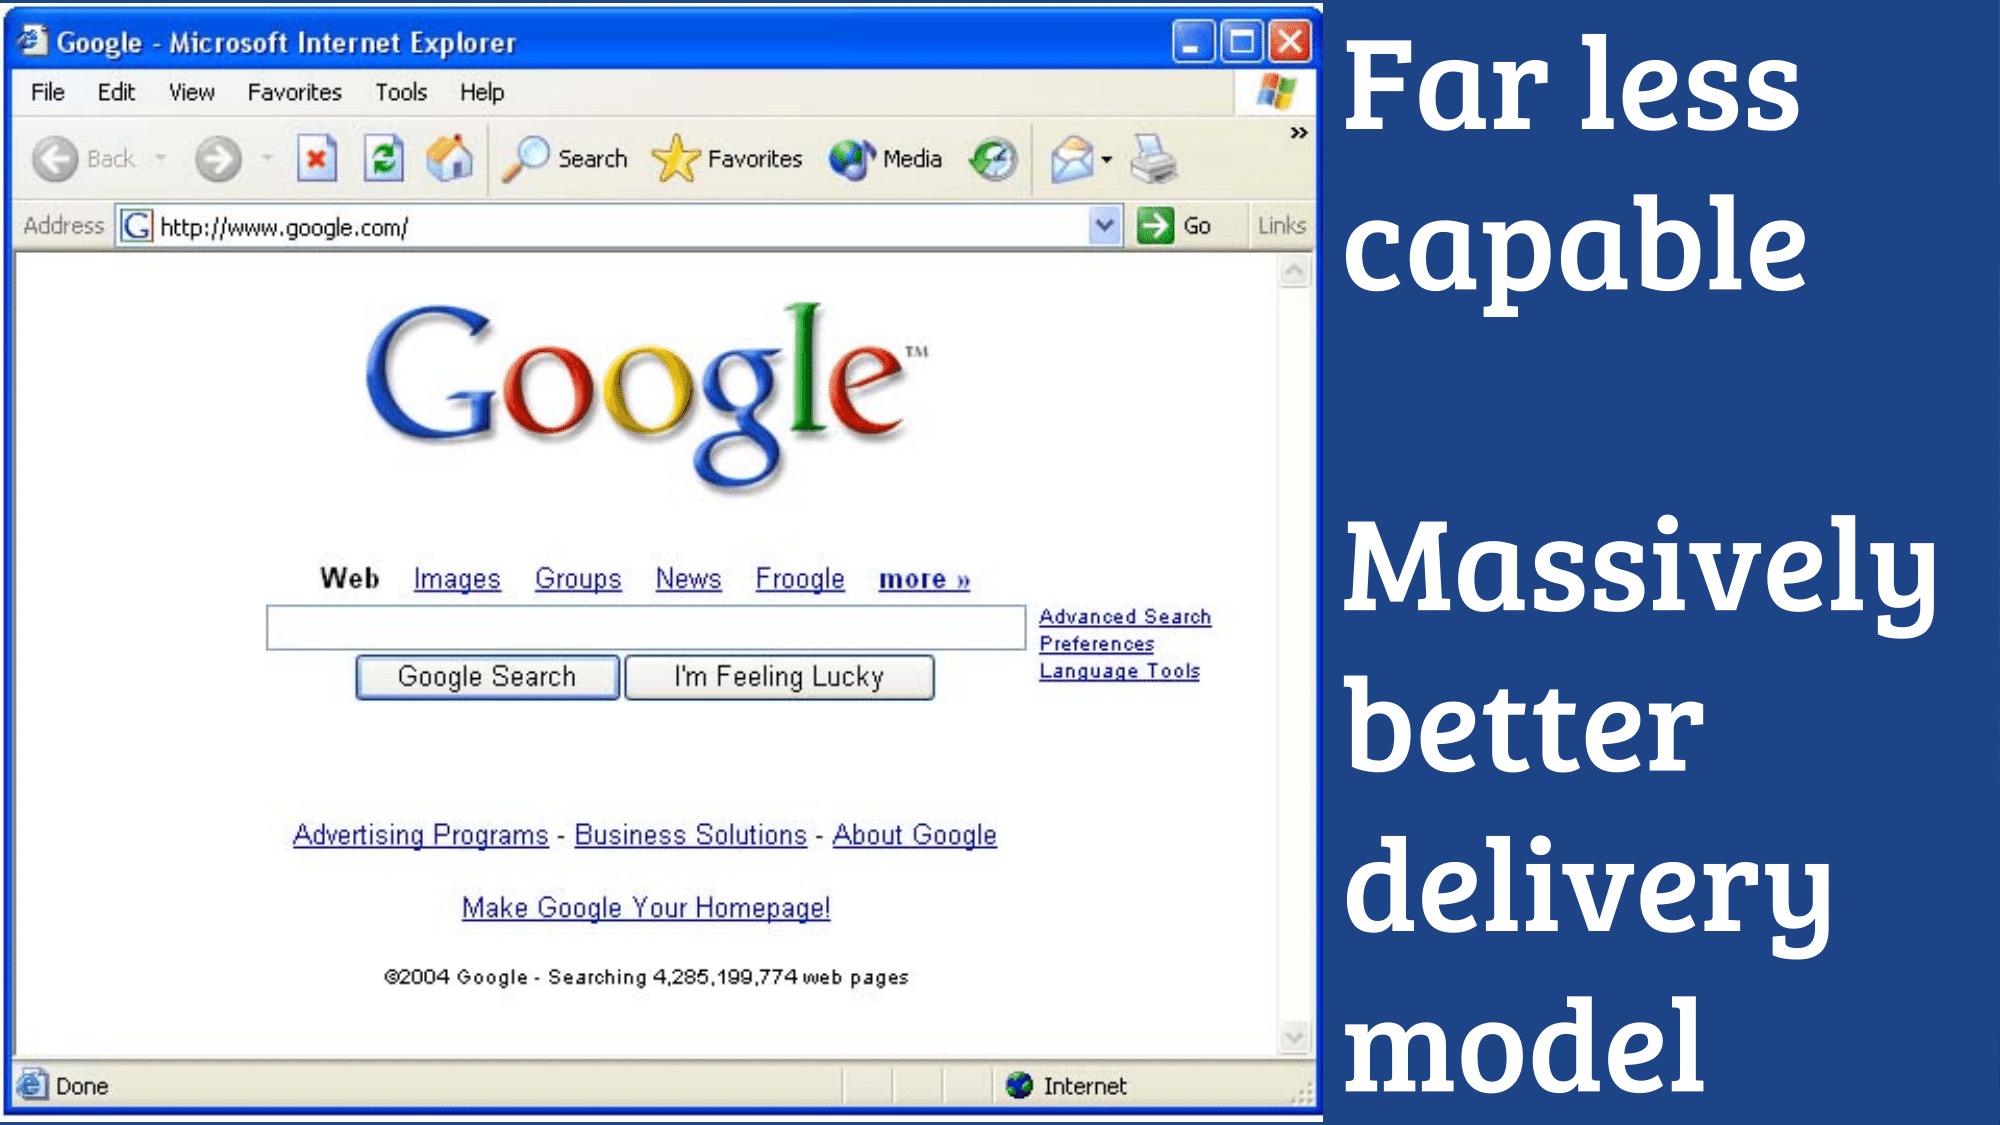 Google - Microsoft Internet Explorer
File Edit View Favorites Tools Help
Back Search Favorites Media »
Address http://www.google.com/ Go Links
Google™
Web Images Groups News Froogle more »
Advanced Search
Preferences
Language Tools
Google Search I'm Feeling Lucky
Advertising Programs - Business Solutions - About Google
Make Google Your Homepage!
©2004 Google - Searching 4,285,199,774 web pages
Done Internet
Far less
capable
Massively
better
delivery
model